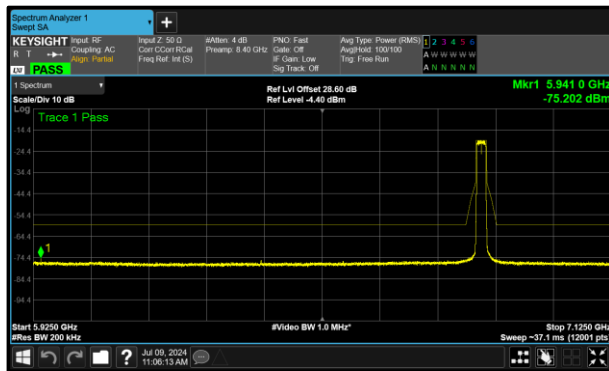 Spectrum Analyzer 1
Swept SA
+
KEYSIGHT
R T
LXI PASS
Input: RF
Coupling: AC
Align: Partial
Input Z: 50 Ω
Corr CCorr RCal
Freq Ref: Int (S)
#Atten: 4 dB
Preamp: 8.40 GHz
PNO: Fast
Gate: Off
IF Gain: Low
Sig Track: Off
Avg Type: Power (RMS)
Avg|Hold: 100/100
Trig: Free Run
1 2 3 4 5 6
A W W W W W
A N N N N N
1 Spectrum
Scale/Div 10 dB
Ref Lvl Offset 28.60 dB
Ref Level -4.40 dBm
Mkr1 5.941 0 GHz
-75.202 dBm
Log
Trace 1 Pass
-14.4
-24.4
-34.4
-44.4
-54.4
-64.4
-74.4
-84.4
-94.4
1
Start 5.9250 GHz
#Res BW 200 kHz
#Video BW 1.0 MHz*
Stop 7.1250 GHz
Sweep ~37.1 ms (12001 pts)
?
Jul 09, 2024
11:06:13 AM